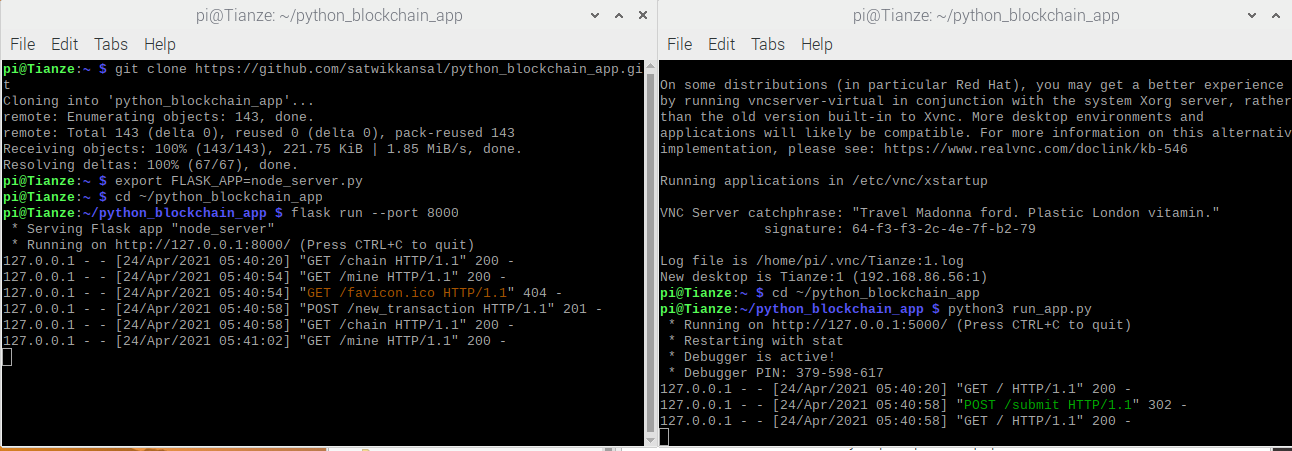 pi@Tianze: ~/python_blockchain_app
File Edit Tabs Help
pi@Tianze:~ $ git clone https://github.com/satwikkansal/python_blockchain_app.gi
t
Cloning into 'python_blockchain_app'...
remote: Enumerating objects: 143, done.
remote: Total 143 (delta 0), reused 0 (delta 0), pack-reused 143
Receiving objects: 100% (143/143), 221.75 KiB | 1.85 MiB/s, done.
Resolving deltas: 100% (67/67), done.
pi@Tianze:~ $ export FLASK_APP=node_server.py
pi@Tianze:~ $ cd ~/python_blockchain_app
pi@Tianze:~/python_blockchain_app $ flask run --port 8000
* Serving Flask app "node_server"
* Running on http://127.0.0.1:8000/ (Press CTRL+C to quit)
127.0.0.1 - - [24/Apr/2021 05:40:20] "GET /chain HTTP/1.1" 200 -
127.0.0.1 - - [24/Apr/2021 05:40:54] "GET /mine HTTP/1.1" 200 -
127.0.0.1 - - [24/Apr/2021 05:40:54] "GET /favicon.ico HTTP/1.1" 404 -
127.0.0.1 - - [24/Apr/2021 05:40:58] "POST /new_transaction HTTP/1.1" 201 -
127.0.0.1 - - [24/Apr/2021 05:40:58] "GET /chain HTTP/1.1" 200 -
127.0.0.1 - - [24/Apr/2021 05:41:02] "GET /mine HTTP/1.1" 200 -
pi@Tianze: ~/python_blockchain_app
File Edit Tabs Help
On some distributions (in particular Red Hat), you may get a better experience
by running vncserver-virtual in conjunction with the system Xorg server, rather
than the old version built-in to Xvnc. More desktop environments and
applications will likely be compatible. For more information on this alternativ
implementation, please see: https://www.realvnc.com/doclink/kb-546
Running applications in /etc/vnc/xstartup
VNC Server catchphrase: "Travel Madonna ford. Plastic London vitamin."
signature: 64-f3-f3-2c-4e-7f-b2-79
Log file is /home/pi/.vnc/Tianze:1.log
New desktop is Tianze:1 (192.168.86.56:1)
pi@Tianze:~ $ cd ~/python_blockchain_app
pi@Tianze:~/python_blockchain_app $ python3 run_app.py
* Running on http://127.0.0.1:5000/ (Press CTRL+C to quit)
* Restarting with stat
* Debugger is active!
* Debugger PIN: 379-598-617
127.0.0.1 - - [24/Apr/2021 05:40:20] "GET / HTTP/1.1" 200 -
127.0.0.1 - - [24/Apr/2021 05:40:58] "POST /submit HTTP/1.1" 302 -
127.0.0.1 - - [24/Apr/2021 05:40:58] "GET / HTTP/1.1" 200 -